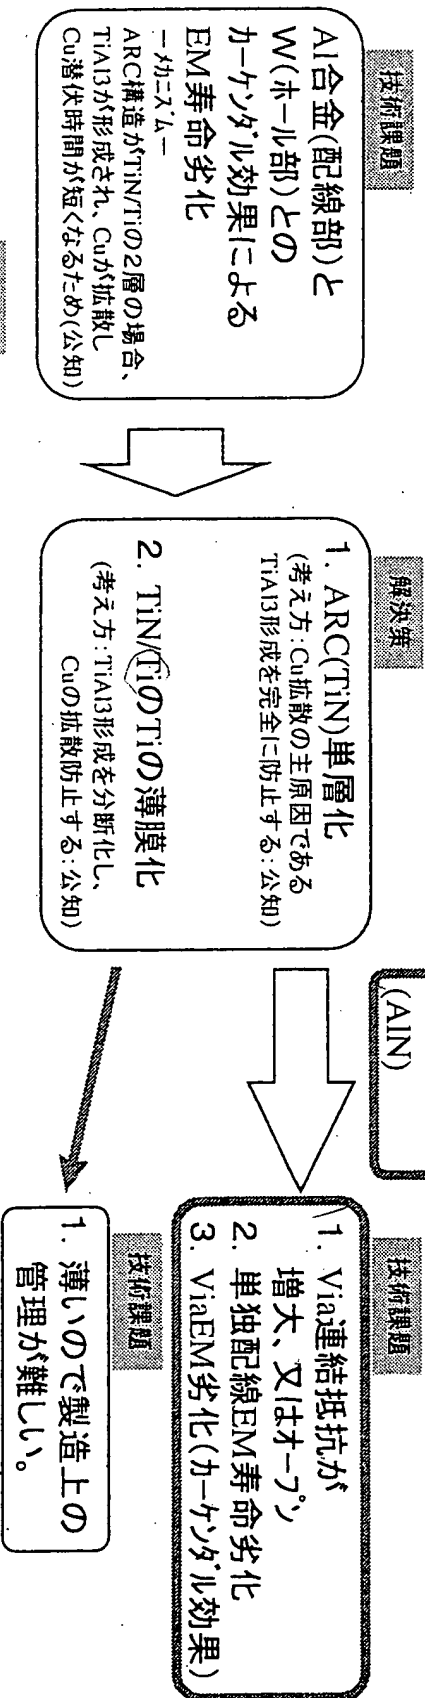 技術課題
Al合金(配線部)と
W(ホール部)との
カーケンダル効果による
EM寿命劣化
ーメカニズムー
ARC構造がTiN/Tiの2層の場合、
TiAl3が形成され、Cuが拡散し
Cu潜伏時間が短くなるため(公知)
解決策
1. ARC(TiN)単層化
(考え方:Cu拡散の主原因である
TiAl3形成を完全に防止する:公知)
2. TiN/TiのTiの薄膜化
(考え方:TiAl3形成を分断化し、
Cuの拡散防止する:公知)
(AlN)
技術課題
1. Via連結抵抗が
増大、又はオープン
2. 単独配線EM寿命劣化
3. ViaEM劣化(カーケンダル効果)
技術課題
1. 薄いので製造上の
管理が難しい。